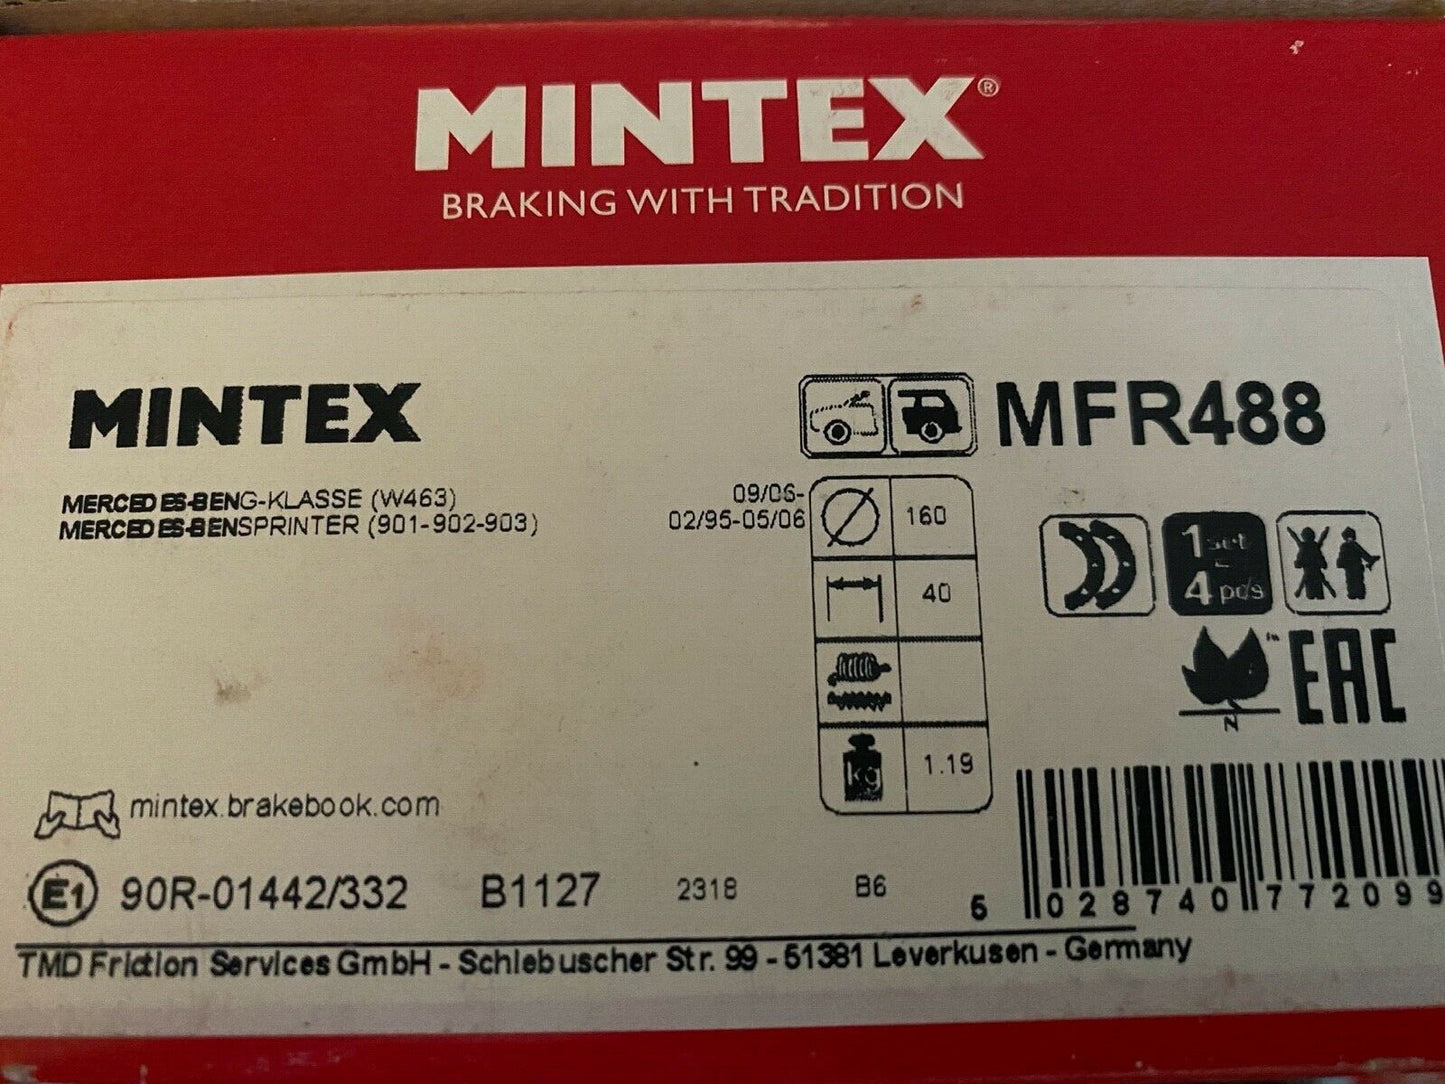 MINTEX®
BRAKING WITH TRADITION
MINTEX
MFR488
MERCEDES-BENG-KLASSE (W463) 09/06-
MERCEDES-BENSPRINTER (901-902-903) 02/95-05/06
160
40
1 set
=
4 pcs
kg 1.19
™
N
EAC
mintex.brakebook.com
E1 90R-01442/332 B1127 2318 B6
5 028740 772099
TMD Friction Services GmbH - Schlebuscher Str. 99 - 51381 Leverkusen - Germany